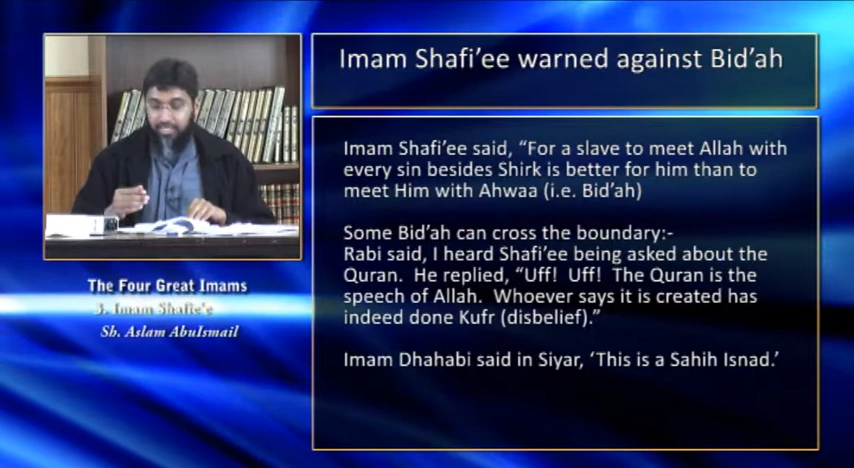 Imam Shafi'ee warned against Bid'ah
Imam Shafi'ee said, "For a slave to meet Allah with
every sin besides Shirk is better for him than to
meet Him with Ahwaa (i.e. Bid'ah)
Some Bid'ah can cross the boundary:-
Rabi said, I heard Shafi'ee being asked about the
Quran.  He replied, "Uff!  Uff!  The Quran is the
speech of Allah.  Whoever says it is created has
indeed done Kufr (disbelief)."
Imam Dhahabi said in Siyar, 'This is a Sahih Isnad.'
The Four Great Imams
3. Imam Shafie'e
Sh. Aslam AbuIsmail